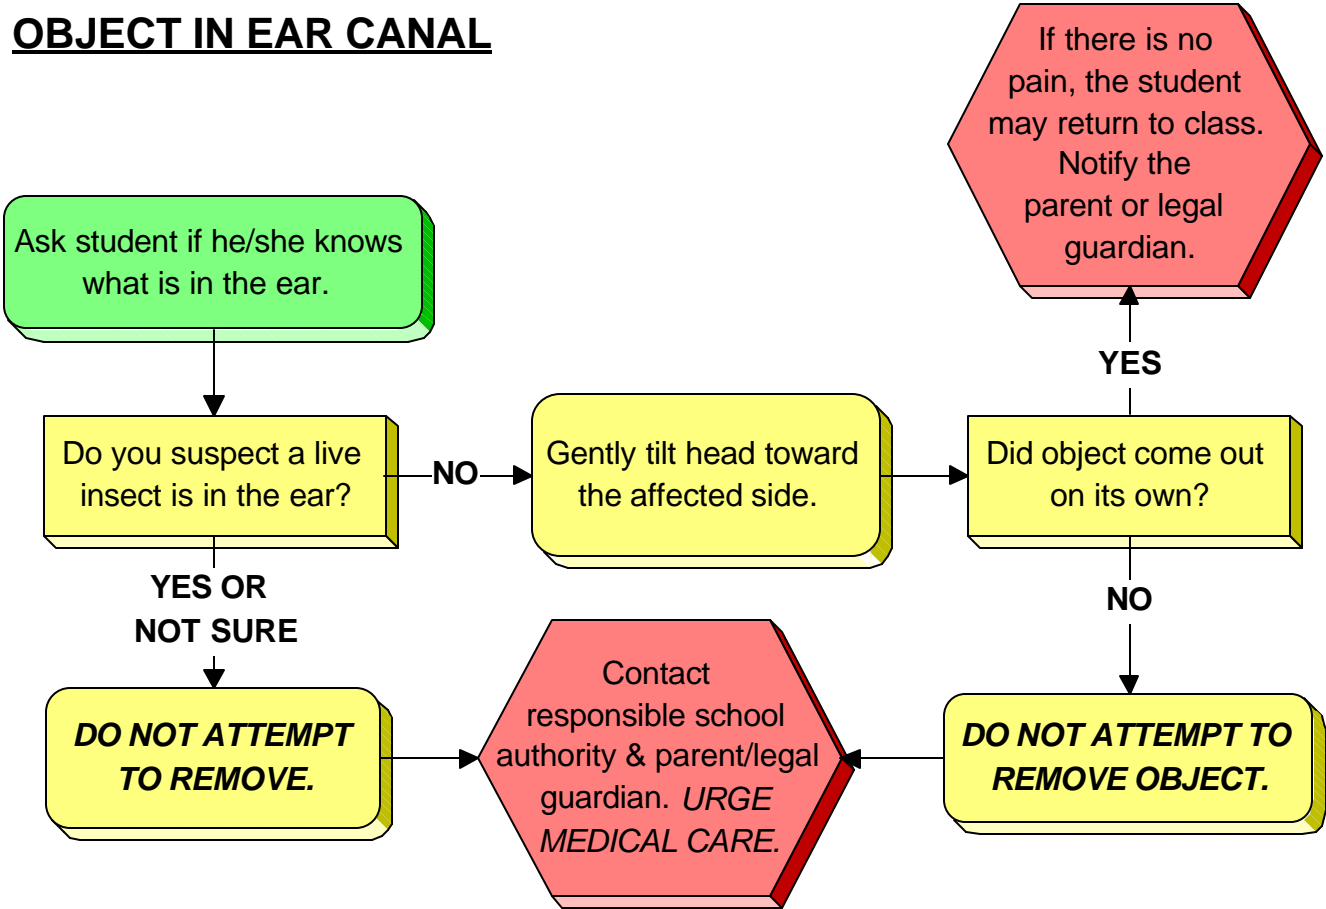 OBJECT IN EAR CANAL
If there is no
pain, the student
may return to class.
Notify the
parent or legal
guardian.
Ask student if he/she knows
what is in the ear.
YES
Do you suspect a live
insect is in the ear?
NO
Gently tilt head toward
the affected side.
Did object come out
on its own?
YES OR
NOT SURE
NO
DO NOT ATTEMPT
TO REMOVE.
Contact
responsible school
authority & parent/legal
guardian. URGE
MEDICAL CARE.
DO NOT ATTEMPT TO
REMOVE OBJECT.